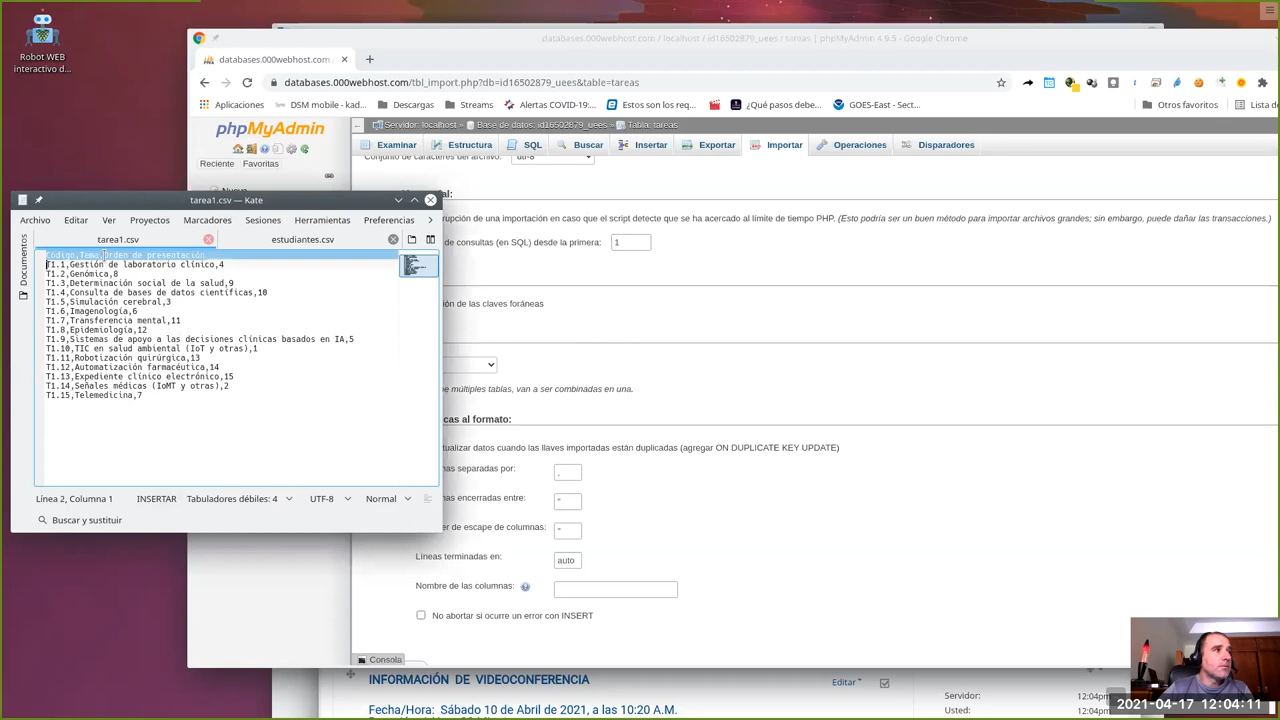 Robot WEB
interactivo d...
databases.000webhost.com / localhost / id16502879_uees / tareas | phpMyAdmin 4.9.5 - Google Chrome
databases.000webhost.com
databases.000webhost.com/tbl_import.php?db=id16502879_uees&table=tareas
Aplicaciones DSM mobile - kad... Descargas Streams Alertas COVID-19:... Estos son los req... ¿Qué pasos debe... GOES-East - Sect... Otros favoritos Lista d
phpMyAdmin
Servidor: localhost » Base de datos: id16502879_uees » Tabla: tareas
Examinar Estructura SQL Buscar Insertar Exportar Importar Operaciones Disparadores
Reciente Favoritas
utf-8
al:
rupción de una importación en caso que el script detecte que se ha acercado al límite de tiempo PHP. (Esto podría ser un buen método para importar archivos grandes; sin embargo, puede dañar las transacciones.)
de consultas (en SQL) desde la primera: 1
ión de las claves foráneas
e múltiples tablas, van a ser combinadas en una.
cas al formato:
tualizar datos cuando las llaves importadas están duplicadas (agregar ON DUPLICATE KEY UPDATE)
nas separadas por: ,
nas encerradas entre: "
er de escape de columnas: "
Líneas terminadas en: auto
Nombre de las columnas:
No abortar si ocurre un error con INSERT
Consola
tarea1.csv — Kate
Archivo Editar Ver Proyectos Marcadores Sesiones Herramientas Preferencias
tarea1.csv estudiantes.csv
Documentos
Código,Tema,Orden de presentación
T1.1,Gestión de laboratorio clínico,4
T1.2,Genómica,8
T1.3,Determinación social de la salud,9
T1.4,Consulta de bases de datos científicas,10
T1.5,Simulación cerebral,3
T1.6,Imagenología,6
T1.7,Transferencia mental,11
T1.8,Epidemiología,12
T1.9,Sistemas de apoyo a las decisiones clínicas basados en IA,5
T1.10,TIC en salud ambiental (IoT y otras),1
T1.11,Robotización quirúrgica,13
T1.12,Automatización farmacéutica,14
T1.13,Expediente clínico electrónico,15
T1.14,Señales médicas (IoMT y otras),2
T1.15,Telemedicina,7
Línea 2, Columna 1 INSERTAR Tabuladores débiles: 4 UTF-8 Normal
Buscar y sustituir
INFORMACIÓN DE VIDEOCONFERENCIA
Editar
Fecha/Hora: Sábado 10 de Abril de 2021, a las 10:20 A.M.
Servidor: 12:04pm
Usted: 12:04pm
2021-04-17 12:04:11